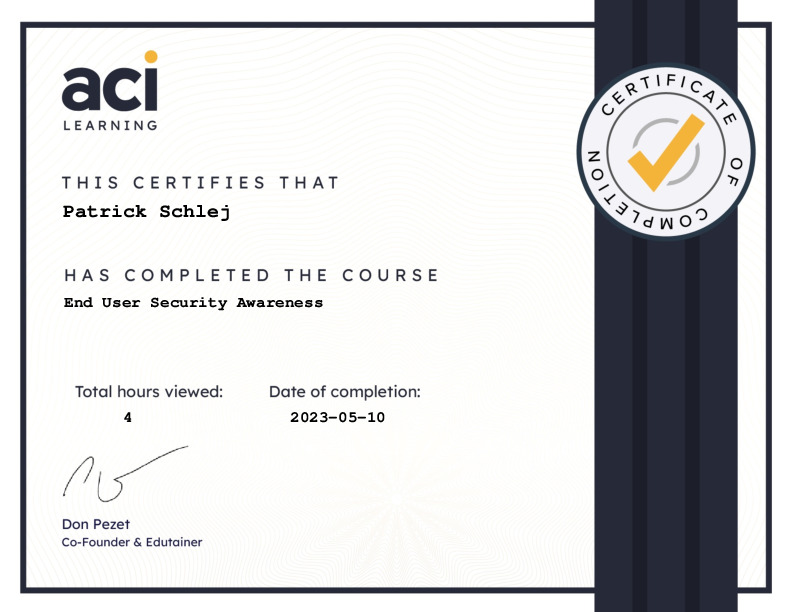 aci
LEARNING
CERTIFICATE OF COMPLETION
THIS CERTIFIES THAT
Patrick Schlej
HAS COMPLETED THE COURSE
End User Security Awareness
Total hours viewed: Date of completion:
4 2023-05-10
Don Pezet
Co-Founder & Edutainer